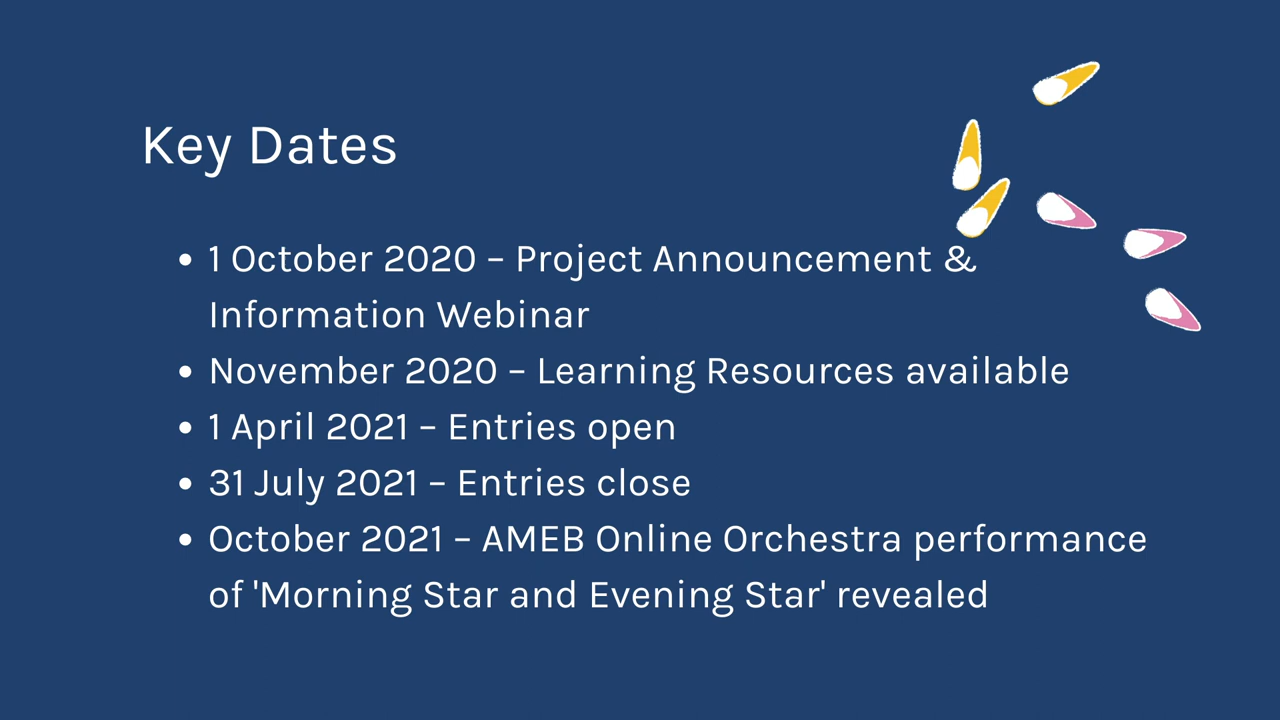 Key Dates
• 1 October 2020 – Project Announcement &
Information Webinar
• November 2020 – Learning Resources available
• 1 April 2021 – Entries open
• 31 July 2021 – Entries close
• October 2021 – AMEB Online Orchestra performance
of 'Morning Star and Evening Star' revealed